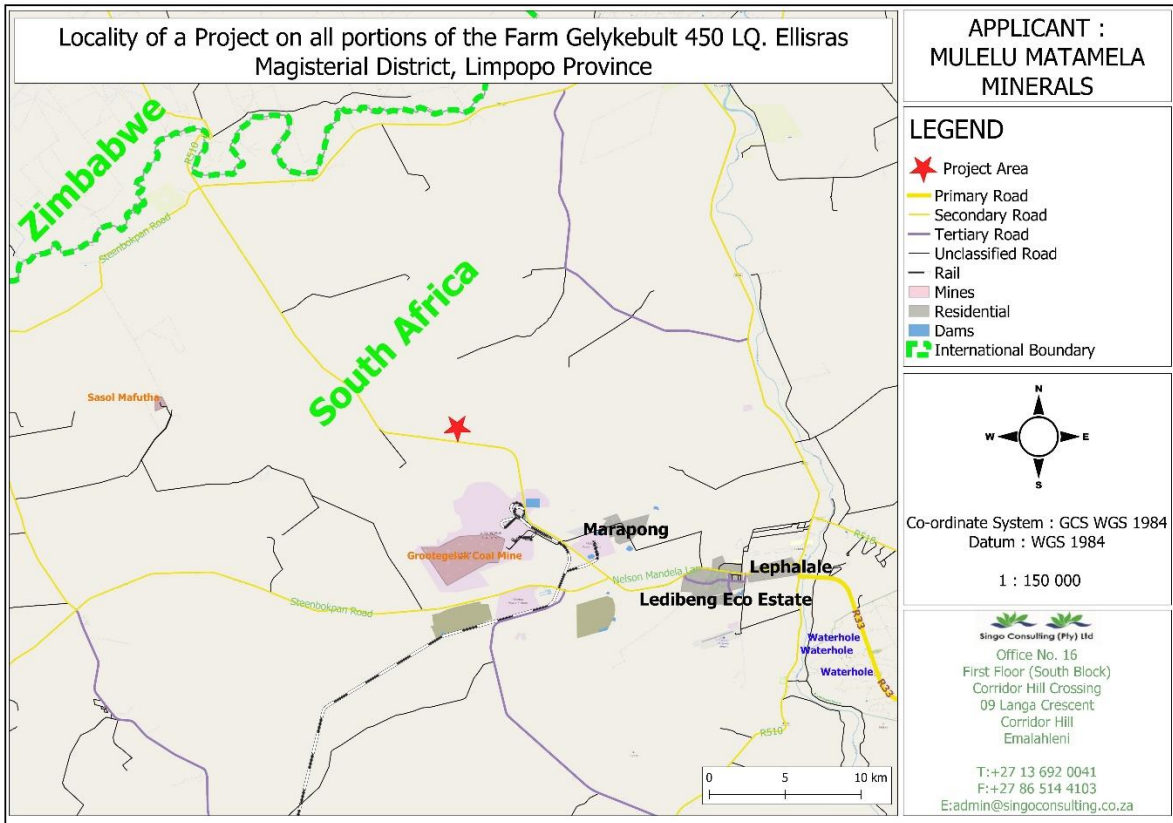 Locality of a Project on all portions of the Farm Gelykebult 450 LQ. Ellisras
Magisterial District, Limpopo Province
Zimbabwe
R510
Steenbokpan Road
South Africa
Sasol Mafutha
Marapong
Grootegeluk Coal Mine
Nelson Mandela
Lephalale
R510
Ledibeng Eco Estate
Steenbokpan Road
R33
Waterhole
Waterhole
Waterhole
R33
R510
0 5 10 km
APPLICANT :
MULELU MATAMELA
MINERALS
LEGEND
Project Area
Primary Road
Secondary Road
Tertiary Road
Unclassified Road
Rail
Mines
Residential
Dams
International Boundary
N
W E
S
Co-ordinate System : GCS WGS 1984
Datum : WGS 1984
1 : 150 000
Singo Consulting (Pty) Ltd
Office No. 16
First Floor (South Block)
Corridor Hill Crossing
09 Langa Crescent
Corridor Hill
Emalahleni
T:+27 13 692 0041
F:+27 86 514 4103
E:admin@singoconsulting.co.za